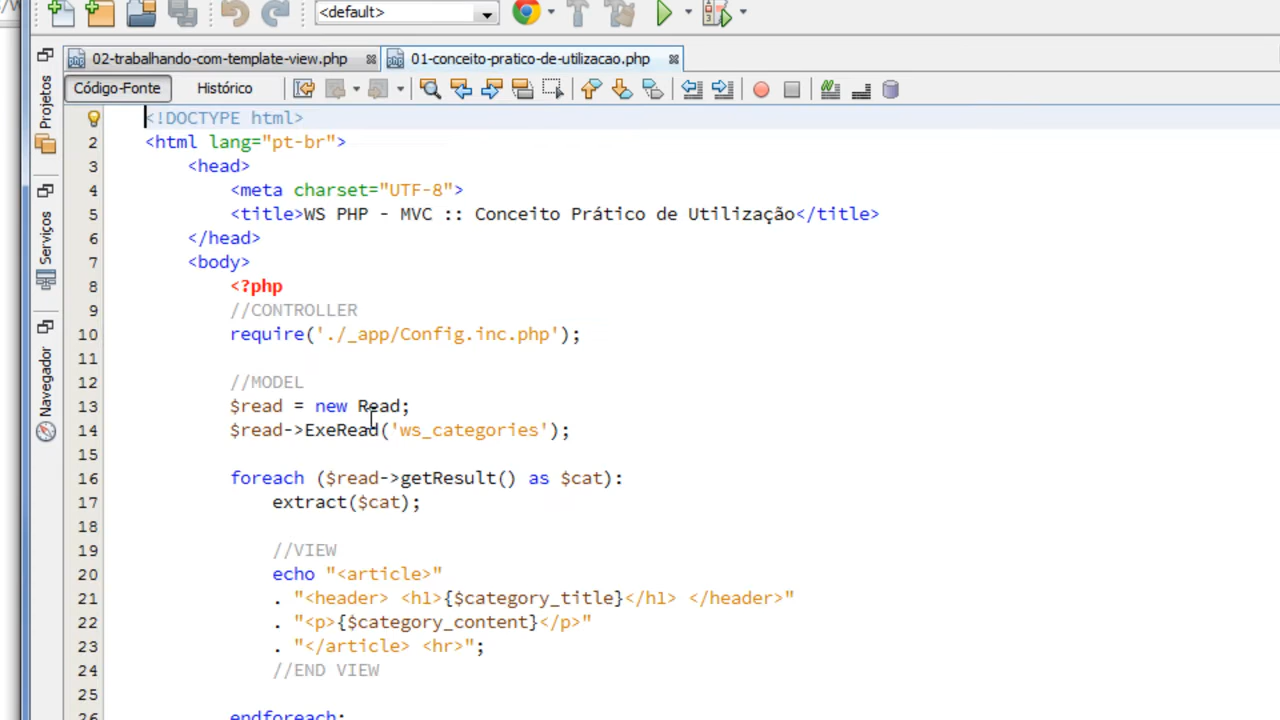 <default>
02-trabalhando-com-template-view.php
01-conceito-pratico-de-utilizacao.php
Código-Fonte
Histórico
Projetos
Serviços
Navegador
<!DOCTYPE html>
2 <html lang="pt-br">
3 <head>
4 <meta charset="UTF-8">
5 <title>WS PHP - MVC :: Conceito Prático de Utilização</title>
6 </head>
7 <body>
8 <?php
9 //CONTROLLER
10 require('./_app/Config.inc.php');
11
12 //MODEL
13 $read = new Read;
14 $read->ExeRead('ws_categories');
15
16 foreach ($read->getResult() as $cat):
17 extract($cat);
18
19 //VIEW
20 echo "<article>"
21 . "<header> <h1>{$category_title}</h1> </header>"
22 . "<p>{$category_content}</p>"
23 . "</article> <hr>";
24 //END VIEW
25
26 endforeach;